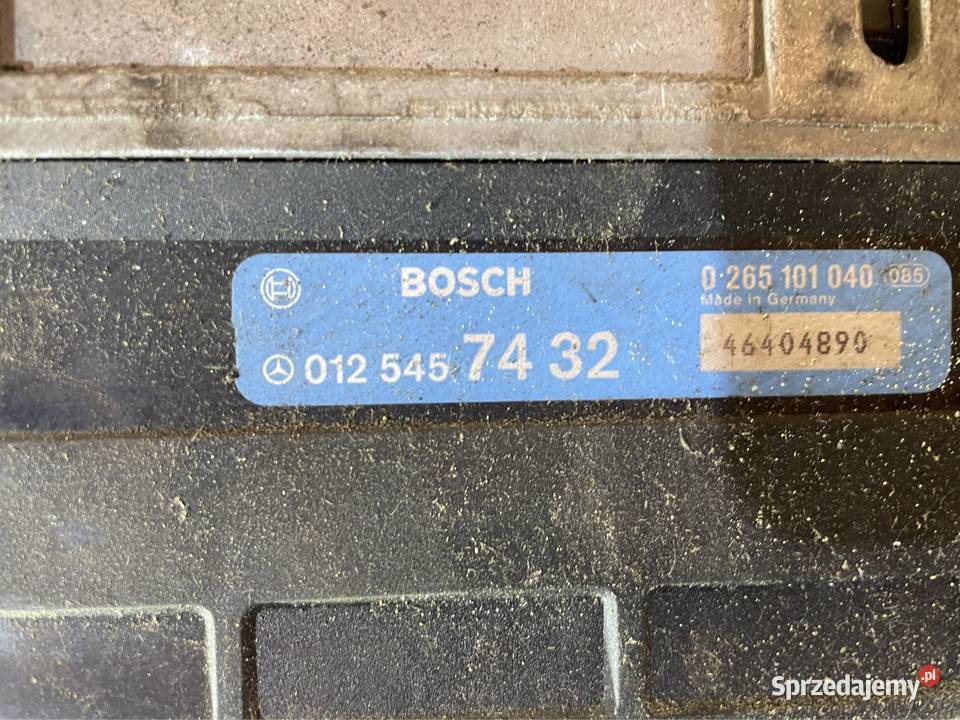 BOSCH
0 265 101 040 085
Made in Germany
012 545 74 32
46404890
Sprzedajemy.pl